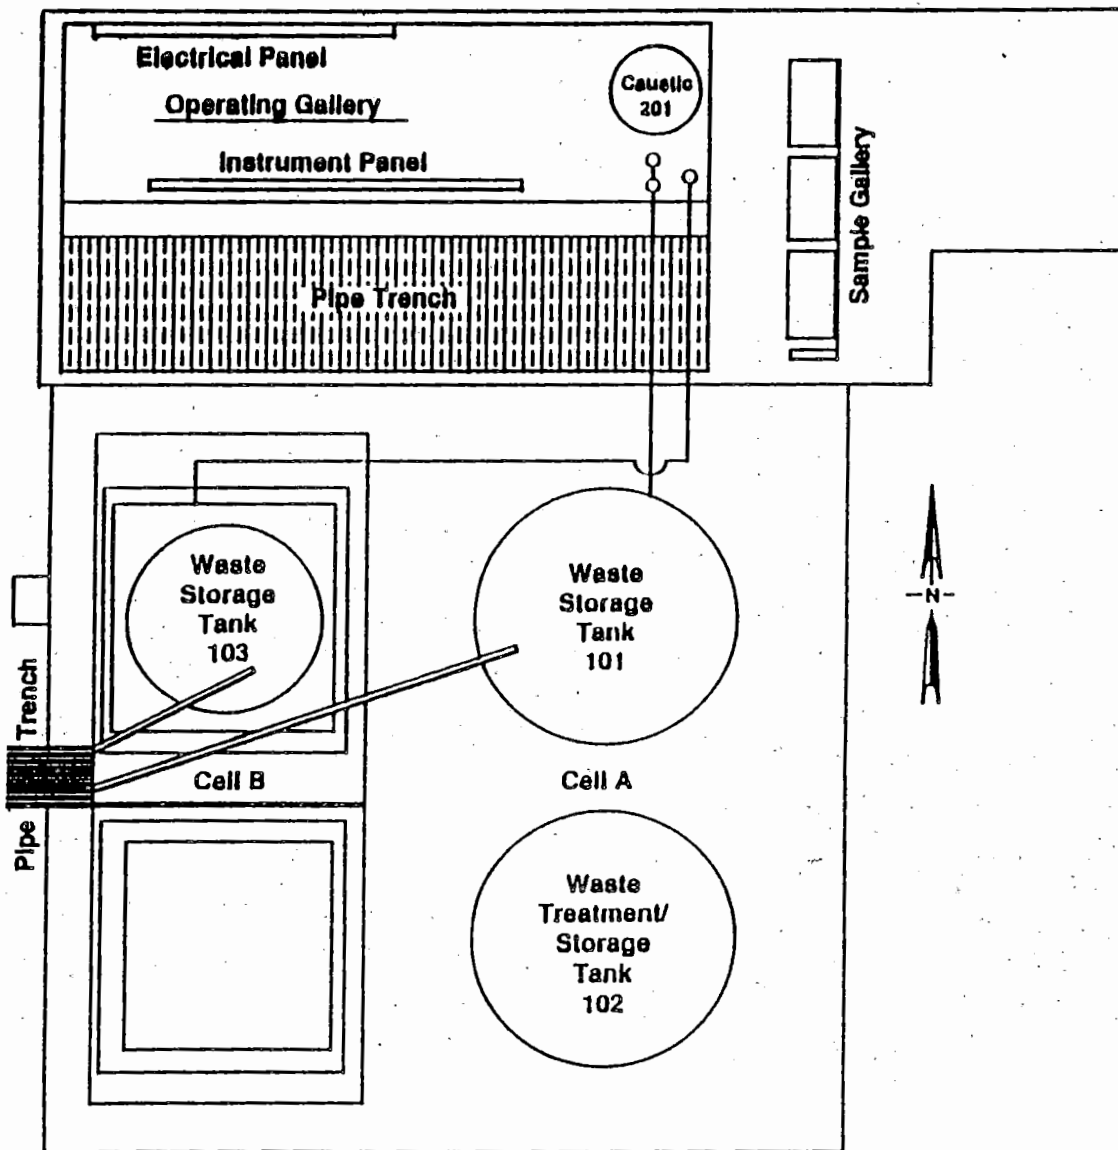 Electrical Panel
Operating Gallery
Instrument Panel
Caustic
201
Sample Gallery
Pipe Trench
Waste
Storage
Tank
103
Waste
Storage
Tank
101
-N-
Pipe Trench
Cell B
Cell A
Waste
Treatment/
Storage
Tank
102